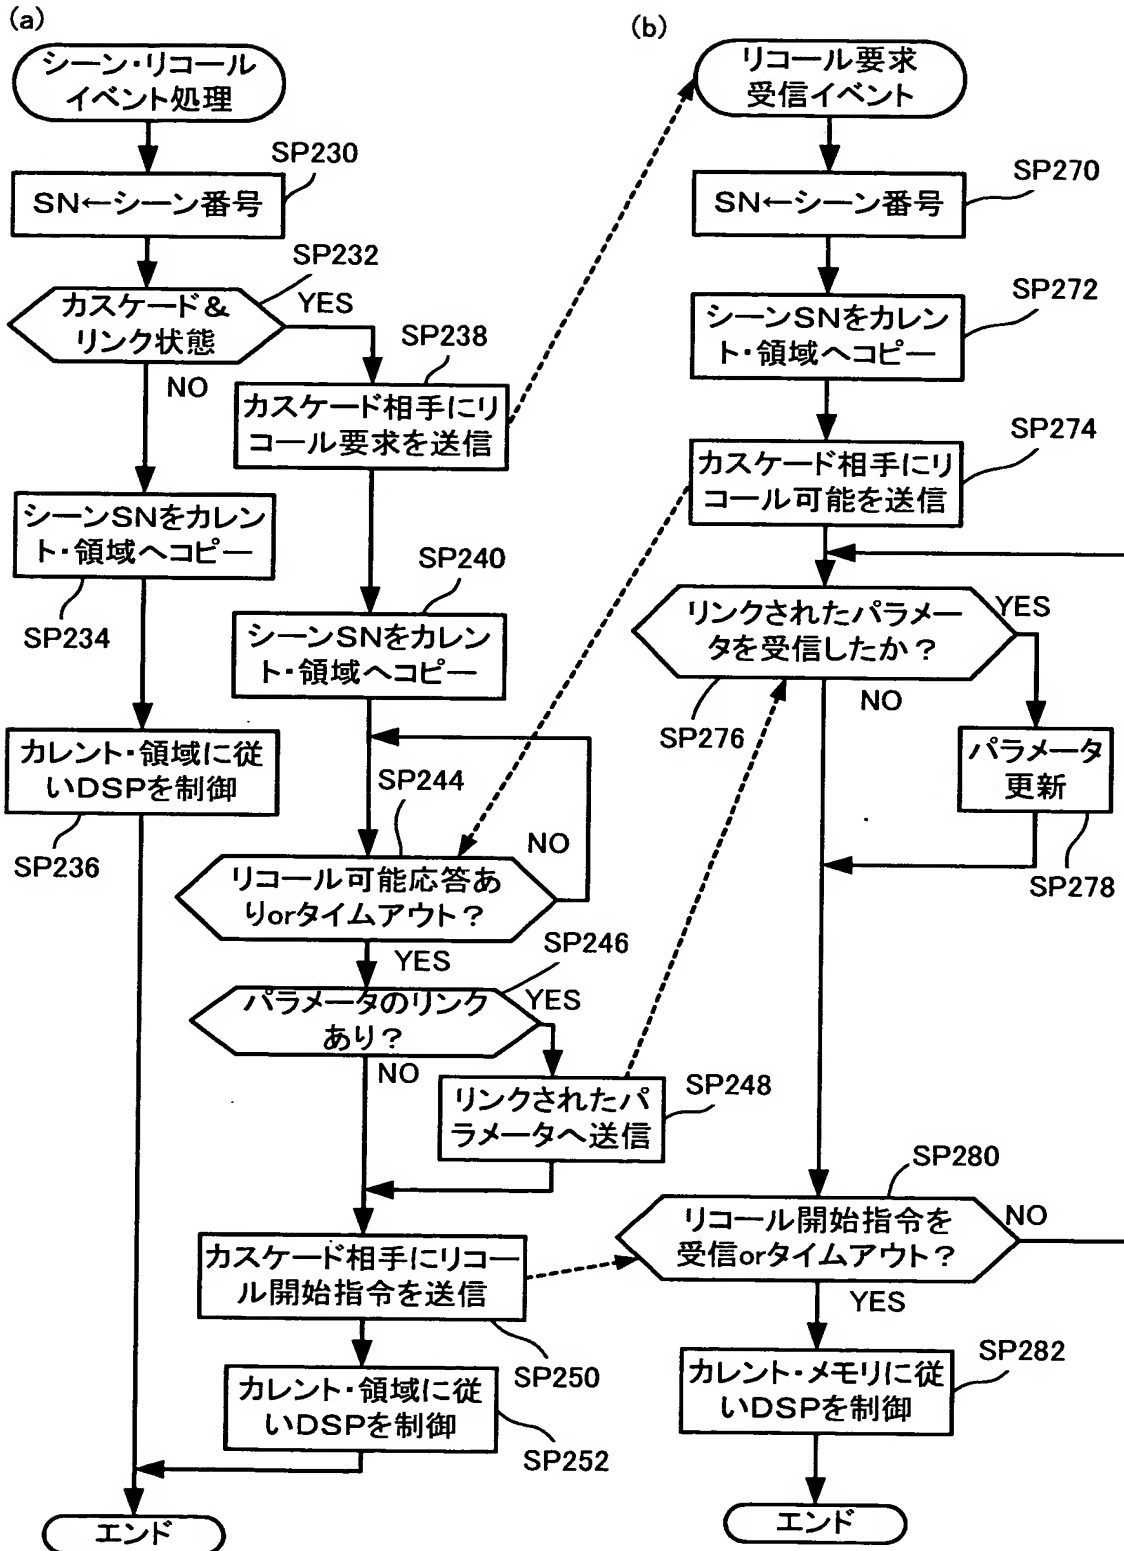 (a)
シーン・リコール
イベント処理
SP230
SN←シーン番号
SP232
カスケード＆
リンク状態
YES
NO
SP238
カスケード相手にリ
コール要求を送信
シーンSNをカレン
ト・領域へコピー
SP234
SP240
シーンSNをカレン
ト・領域へコピー
カレント・領域に従
いDSPを制御
SP236
SP244
NO
リコール可能応答あ
りorタイムアウト？
YES
SP246
パラメータのリンク
あり？
YES
NO
リンクされたパ
ラメータへ送信
SP248
カスケード相手にリコー
ル開始指令を送信
SP250
カレント・領域に従
いDSPを制御
SP252
エンド
(b)
リコール要求
受信イベント
SP270
SN←シーン番号
SP272
シーンSNをカレン
ト・領域へコピー
SP274
カスケード相手にリ
コール可能を送信
リンクされたパラメー
タを受信したか？
YES
NO
SP276
パラメータ
更新
SP278
SP280
リコール開始指令を
受信orタイムアウト？
NO
YES
SP282
カレント・メモリに従
いDSPを制御
エンド